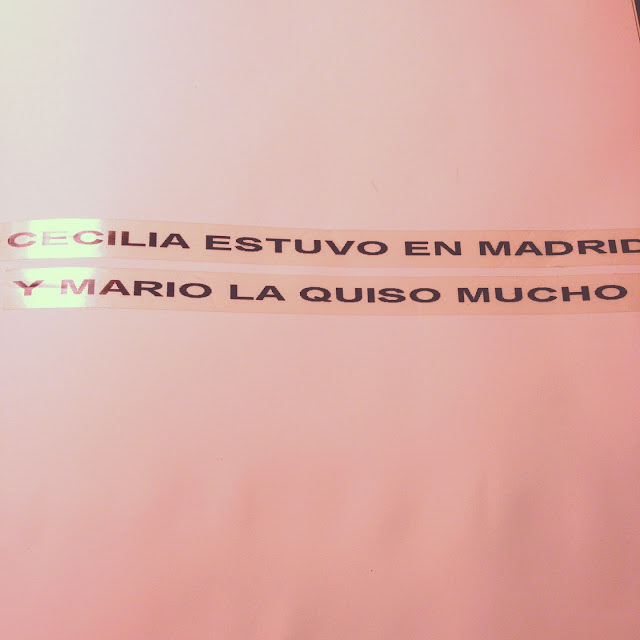 CECILIA ESTUVO EN MADRID
Y MARIO LA QUISO MUCHO